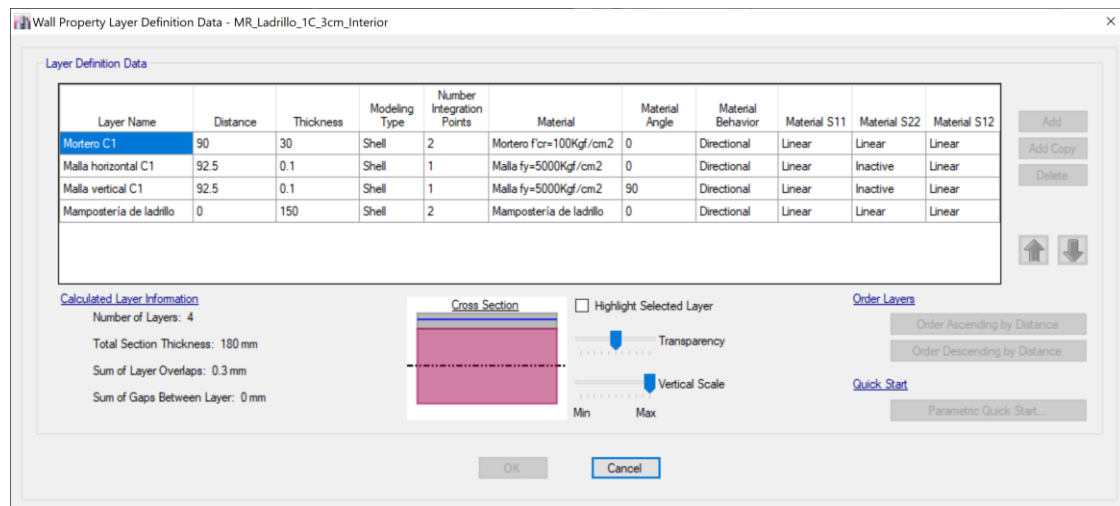 Wall Property Layer Definition Data - MR_Ladrillo_1C_3cm_Interior
Layer Definition Data
Layer Name Distance Thickness Modeling Type Number Integration Points Material Material Angle Material Behavior Material S11 Material S22 Material S12
Mortero C1 90 30 Shell 2 Mortero f'cr=100Kgf/cm2 0 Directional Linear Linear Linear
Malla horizontal C1 92.5 0.1 Shell 1 Malla fy=5000Kgf/cm2 0 Directional Linear Inactive Linear
Malla vertical C1 92.5 0.1 Shell 1 Malla fy=5000Kgf/cm2 90 Directional Linear Inactive Linear
Mampostería de ladrillo 0 150 Shell 2 Mampostería de ladrillo 0 Directional Linear Linear Linear
Add
Add Copy
Delete
Calculated Layer Information
Number of Layers: 4
Total Section Thickness: 180 mm
Sum of Layer Overlaps: 0.3 mm
Sum of Gaps Between Layer: 0 mm
Cross Section
Highlight Selected Layer
Transparency
Vertical Scale
Min Max
Order Layers
Order Ascending by Distance
Order Descending by Distance
Quick Start
Parametric Quick Start...
OK
Cancel